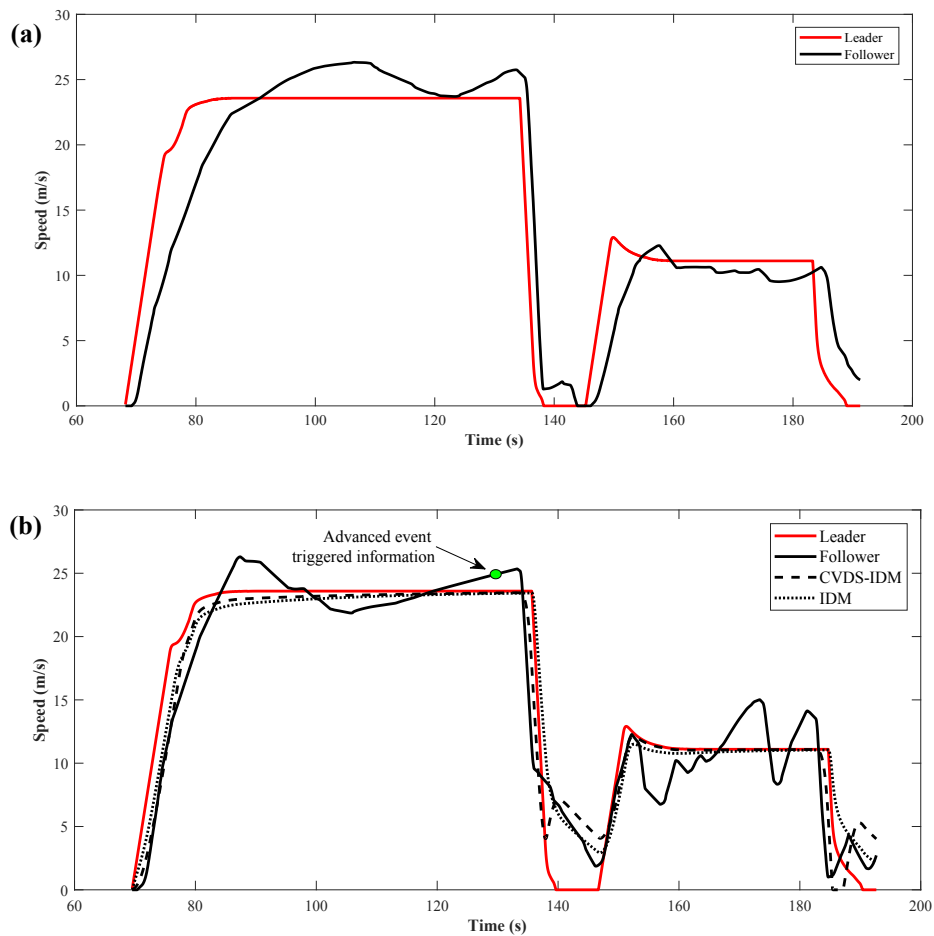 (a)
30
25
20
15
10
5
0
Speed (m/s)
Leader
Follower
60 80 100 120 140 160 180 200
Time (s)
(b)
30
25
20
15
10
5
0
Speed (m/s)
Advanced event
triggered information
Leader
Follower
CVDS-IDM
IDM
60 80 100 120 140 160 180 200
Time (s)